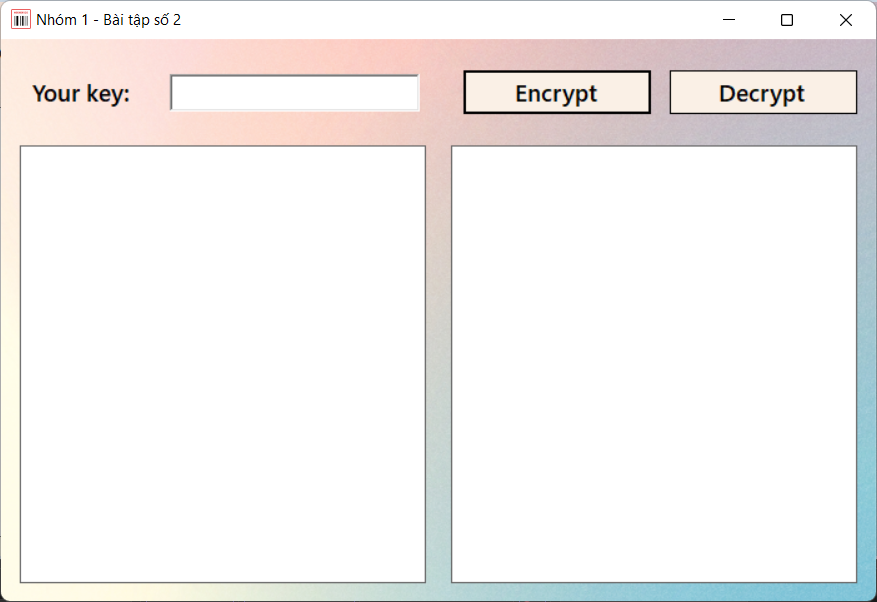 Nhóm 1 - Bài tập số 2
Your key:
Encrypt
Decrypt